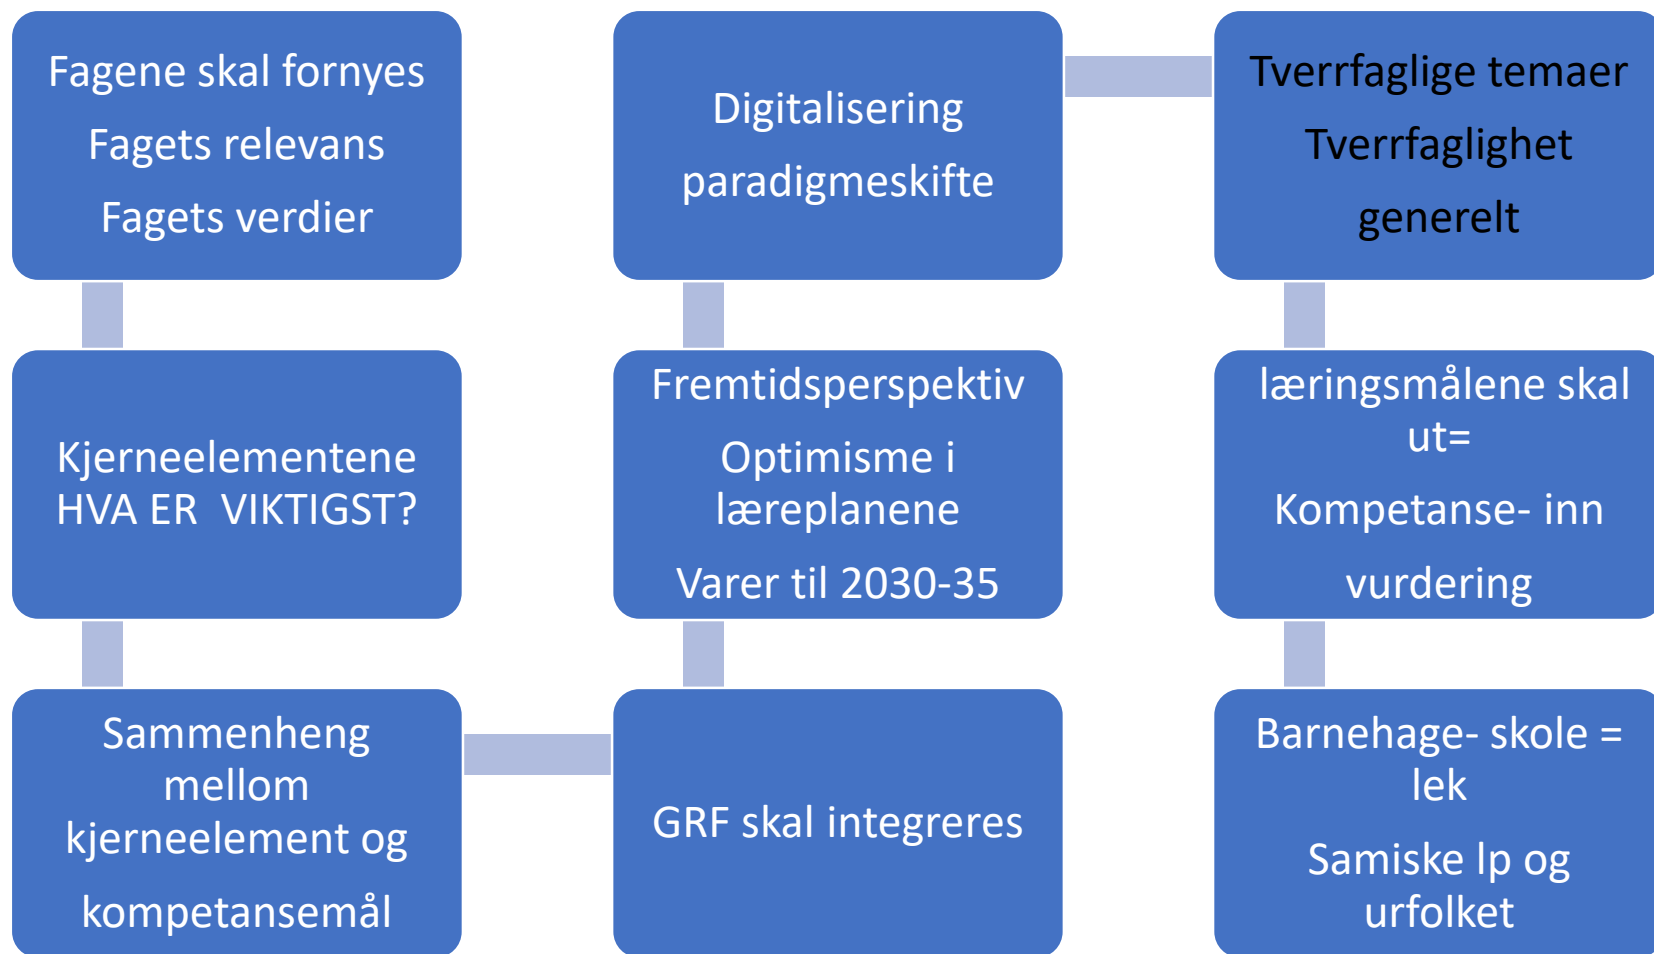 Fagene skal fornyes
Fagets relevans
Fagets verdier
Kjerneelementene
HVA ER VIKTIGST?
Sammenheng
mellom
kjerneelement og
kompetansemål
GRF skal integreres
Fremtidsperspektiv
Optimisme i
læreplanene
Varer til 2030-35
Digitalisering
paradigmeskifte
Tverrfaglige temaer
Tverrfaglighet
generelt
læringsmålene skal
ut=
Kompetanse- inn
vurdering
Barnehage- skole =
lek
Samiske lp og
urfolket